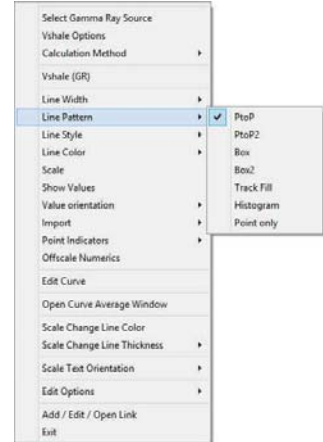 Select Gamma Ray Source
Vshale Options
Calculation Method
Vshale (GR)
Line Width
Line Pattern
Line Style
Line Color
Scale
Show Values
Value orientation
Import
Point Indicators
Offscale Numerics
Edit Curve
Open Curve Average Window
Scale Change Line Color
Scale Change Line Thickness
Scale Text Orientation
Edit Options
Add / Edit / Open Link
Exit
PtoP
PtoP2
Box
Box2
Track Fill
Histogram
Point only